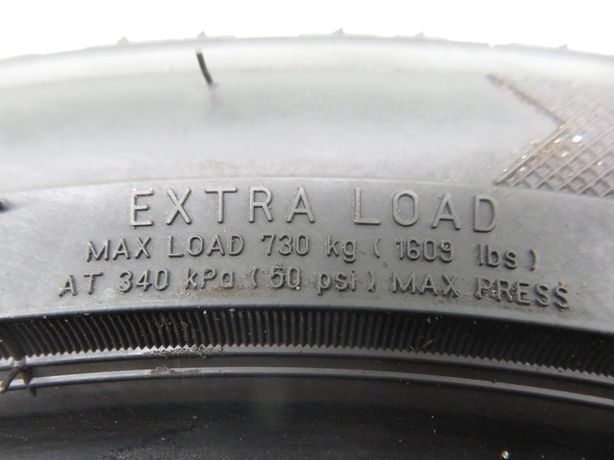 EXTRA LOAD
MAX LOAD 730 kg ( 1609 lbs )
AT 340 kPa ( 50 psi ) MAX PRESS